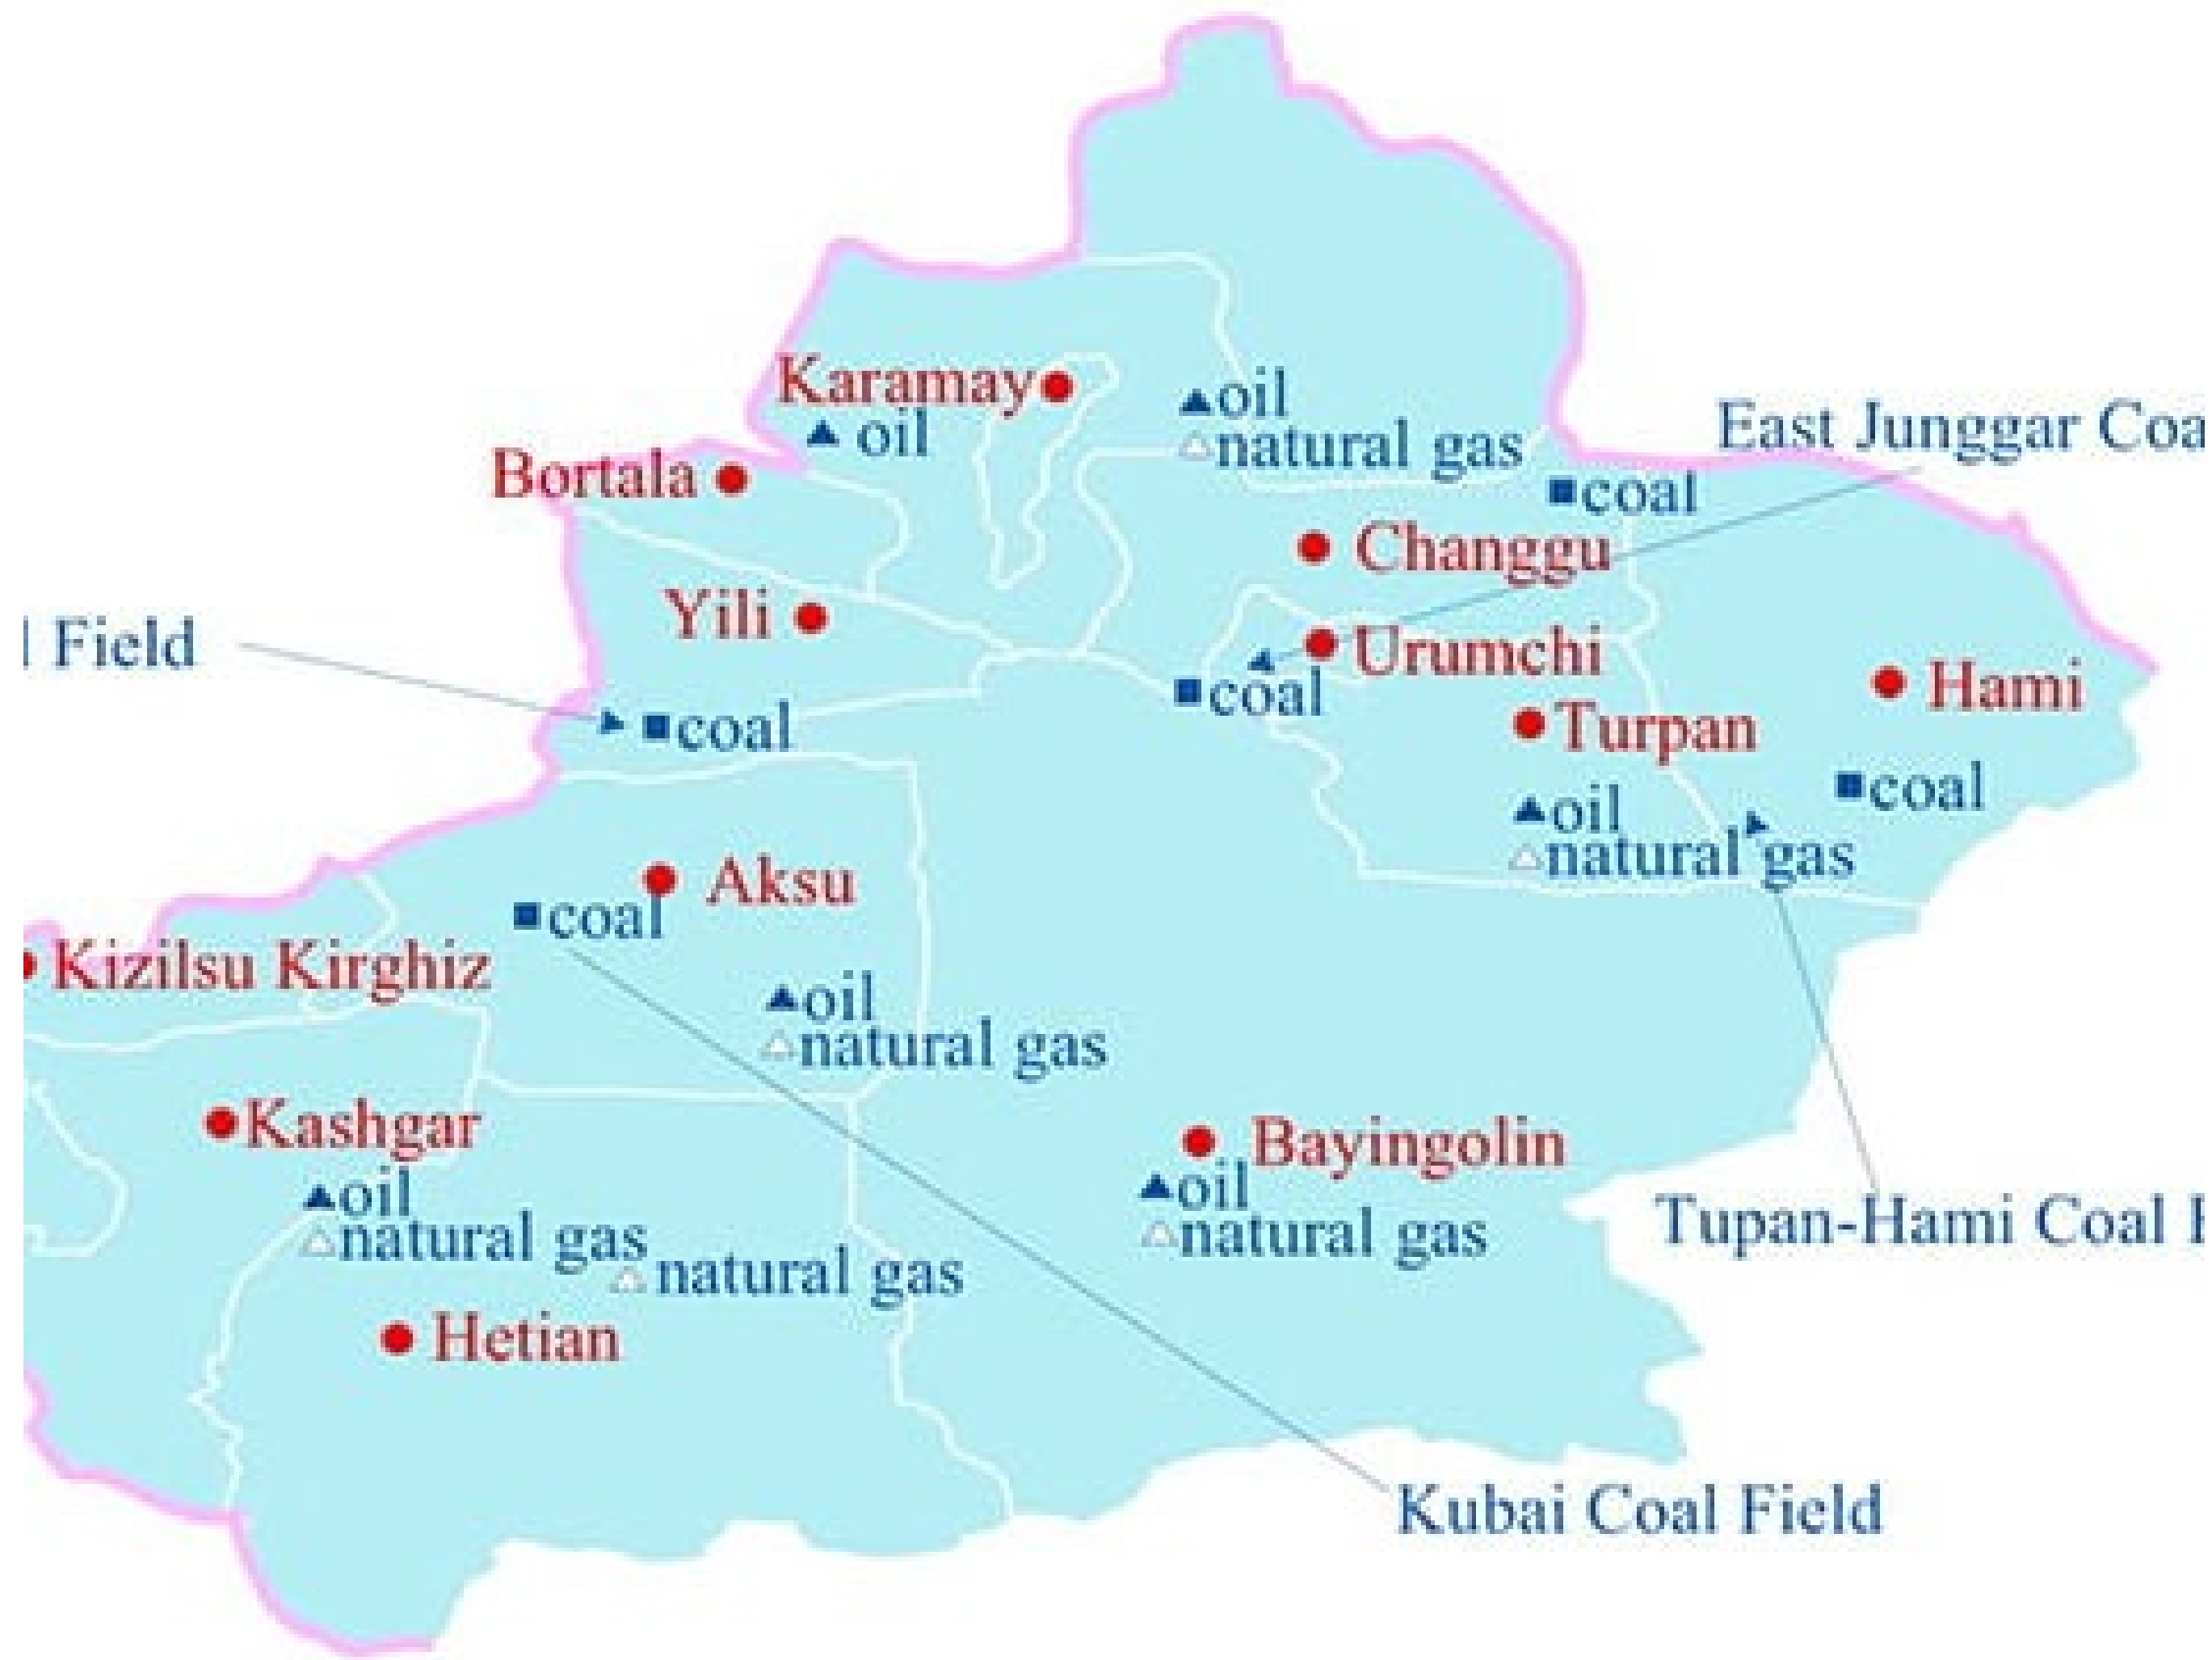 Karamay
oil
oil
natural gas
East Junggar Coa
Bortala
coal
Changgu
Yili
Field
Urumchi
coal
Hami
coal
Turpan
coal
oil
natural gas
Aksu
coal
Kizilsu Kirghiz
oil
natural gas
Kashgar
Bayingolin
oil
natural gas
oil
natural gas
natural gas
Tupan-Hami Coal
Hetian
Kubai Coal Field